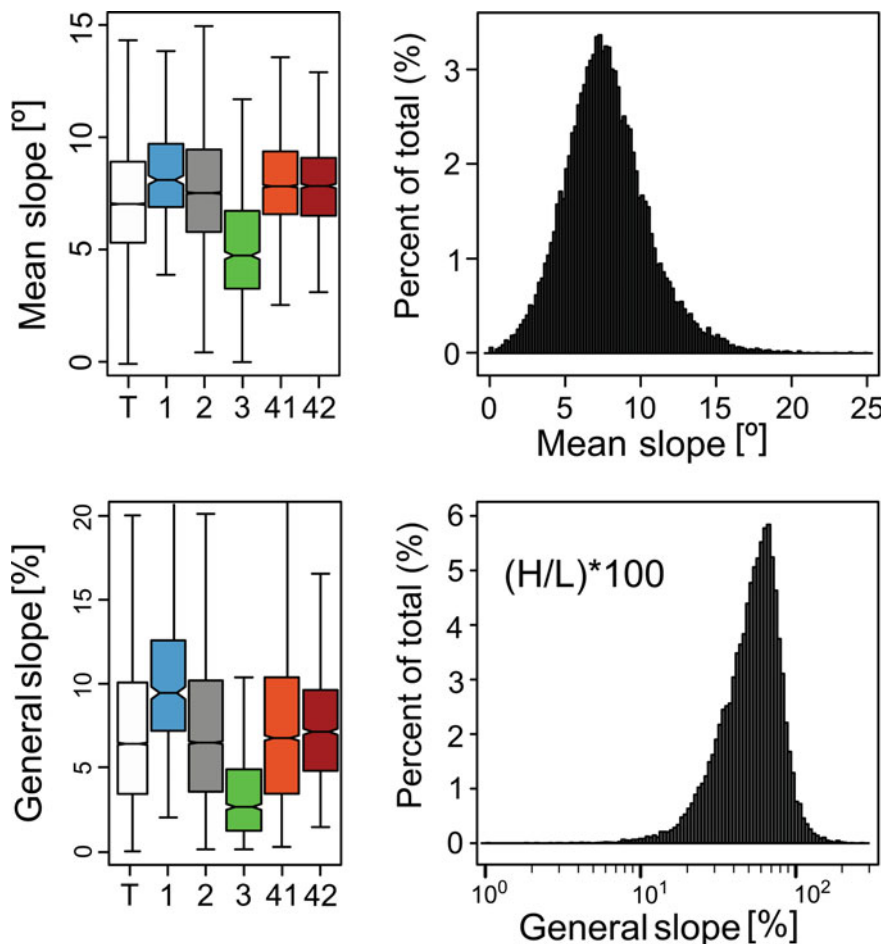 Mean slope [º]
15
10
5
0
T 1 2 3 41 42
Percent of total (%)
3
2
1
0
0 5 10 15 20 25
Mean slope [º]
General slope [%]
20
15
10
5
0
T 1 2 3 41 42
Percent of total (%)
6
5
4
3
2
1
0
(H/L)*100
10⁰ 10¹ 10²
General slope [%]